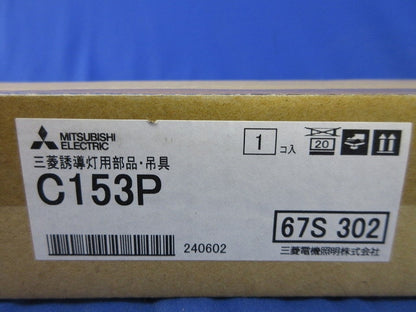 MITSUBISHI
ELECTRIC
三菱誘導灯用部品・吊具
C153P
1 コ入
20
67S 302
240602
三菱電機照明株式会社